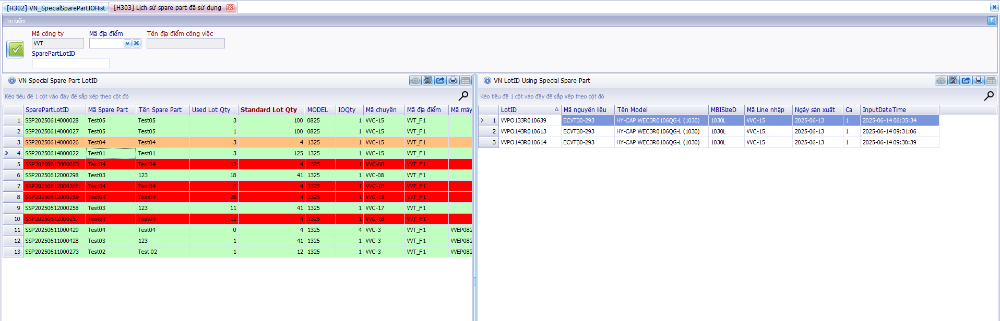 [H302] VN_SpecialSparePartIOHist [H303] Lịch sử spare part đã sử dụng
Tìm kiếm
Mã công ty Mã địa điểm Tên địa điểm công việc
VVT
SparePartLotID
VN Special Spare Part LotID
Kéo tiêu đề 1 cột vào đây để sắp xếp theo cột đó
SparePartLotID Mã Spare Part Tên Spare Part Used Lot Qty Standard Lot Qty MODEL IOQty Mã chuyền Mã địa điểm Mã máy
1 SSP20250614000028 Test05 Test05 3 100 0825 1 VVC-15 VVT_F1
2 SSP20250614000027 Test05 Test05 1 100 0825 1 VVC-15 VVT_F1
3 SSP20250614000026 Test04 Test04 3 4 1325 1 VVC-15 VVT_F1
4 SSP20250614000022 Test01 Test01 3 125 1325 1 VVC-15 VVT_F1
5 SSP20250613000053 Test04 Test04 12 4 1325 1 VVC-08 VVT_F1
6 SSP20250612000298 Test03 123 18 41 1325 1 VVC-08 VVT_F1
7 SSP20250612000260 Test04 Test04 8 4 1325 1 VVC-10 VVT_F1
8 SSP20250612000259 Test04 Test04 26 4 1325 1 VVC-15 VVT_F1
9 SSP20250612000258 Test03 123 11 41 1325 1 VVC-17 VVT_F1
10 SSP20250612000257 Test04 Test04 12 4 1325 1 VVC-18 VVT_F1
11 SSP20250611000429 Test04 Test04 0 4 1325 4 VVC-3 VVT_F1 VVEP082
12 SSP20250611000428 Test03 123 1 41 1325 1 VVC-3 VVT_F1 VVEP082
13 SSP20250611000273 Test02 Test 02 1 12 1325 1 VVC-3 VVT_F1 VVEP082
VN LotID Using Special Spare Part
Kéo tiêu đề 1 cột vào đây để sắp xếp theo cột đó
LotID Mã nguyên liệu Tên Model MBISizeD Mã Line nhập Ngày sản xuất Ca InputDateTime
1 VVPO133R010639 ECVT30-293 HY-CAP WEC3R0106QG-L (1030) 1030L VVC-15 2025-06-13 1 2025-06-14 06:35:34
2 VVPO143R010613 ECVT30-293 HY-CAP WEC3R0106QG-L (1030) 1030L VVC-15 2025-06-13 1 2025-06-14 09:31:06
3 VVPO143R010614 ECVT30-293 HY-CAP WEC3R0106QG-L (1030) 1030L VVC-15 2025-06-13 1 2025-06-14 09:30:39